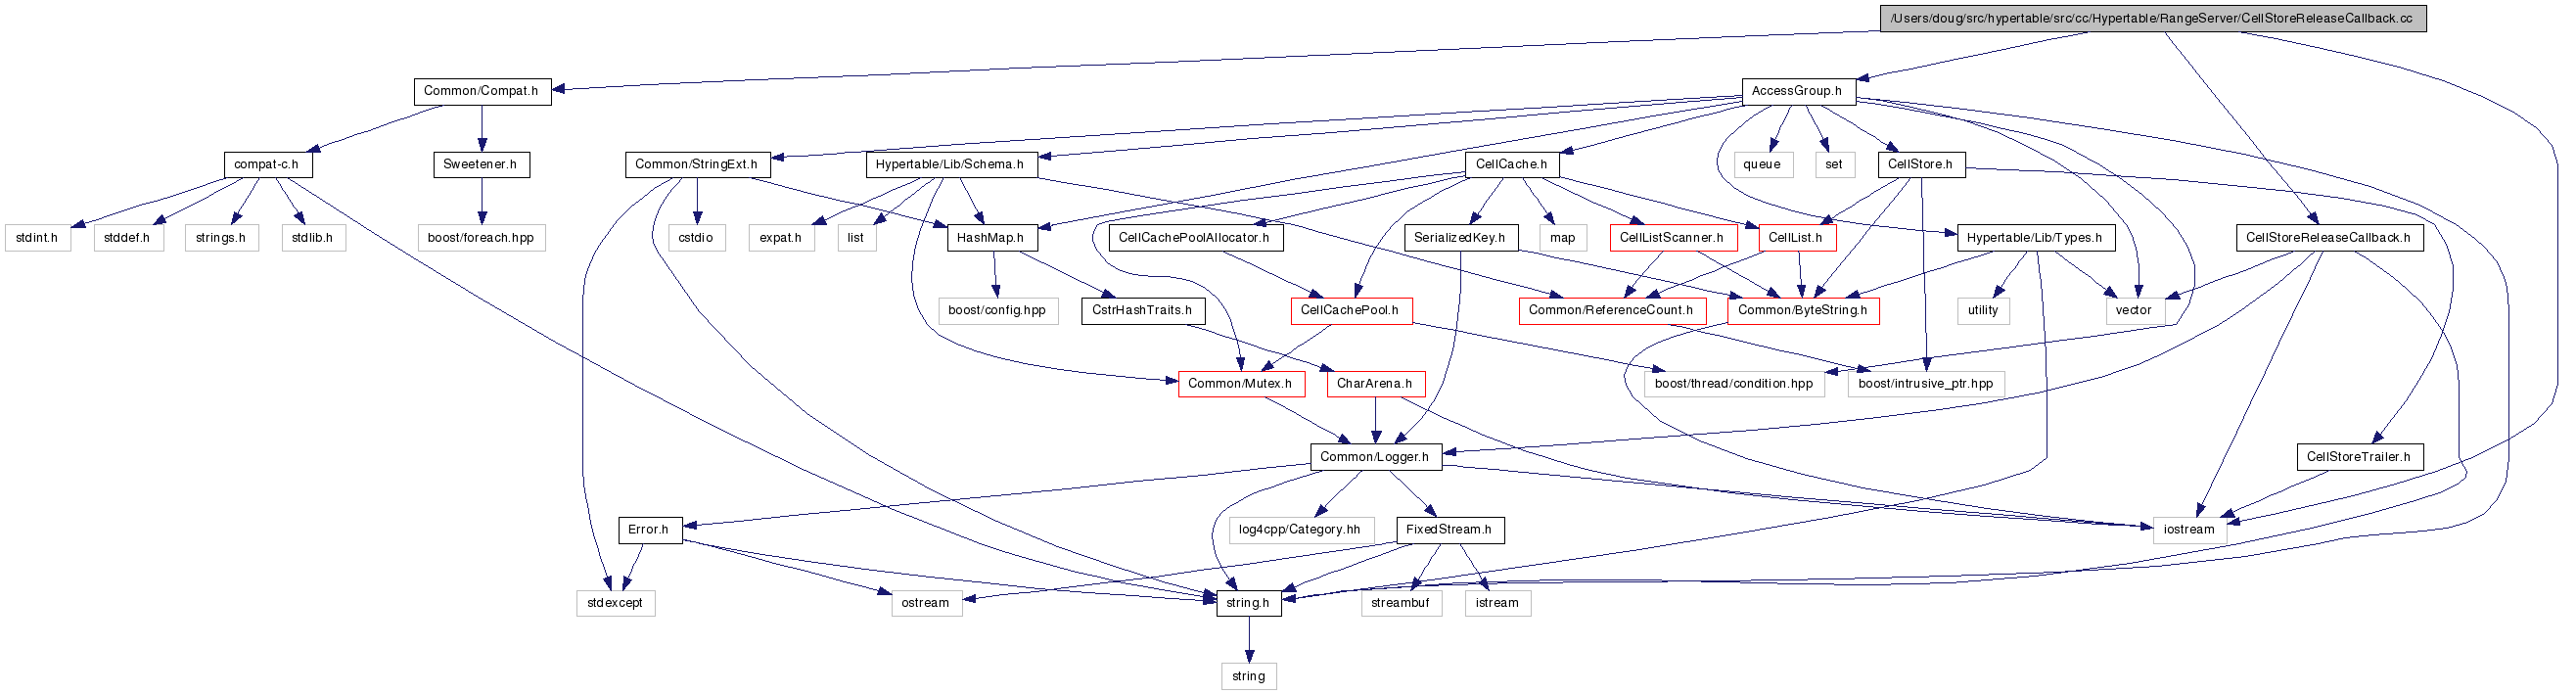 /Users/doug/src/hypertable/src/cc/Hypertable/RangeServer/CellStoreReleaseCallback.cc
Common/Compat.h
AccessGroup.h
compat-c.h
Sweetener.h
Common/StringExt.h
Hypertable/Lib/Schema.h
CellCache.h
queue
set
CellStore.h
stdint.h
stddef.h
strings.h
stdlib.h
boost/foreach.hpp
cstdio
expat.h
list
HashMap.h
CellCachePoolAllocator.h
SerializedKey.h
map
CellListScanner.h
CellList.h
Hypertable/Lib/Types.h
CellStoreReleaseCallback.h
boost/config.hpp
CstrHashTraits.h
CellCachePool.h
Common/ReferenceCount.h
Common/ByteString.h
utility
vector
Common/Mutex.h
CharArena.h
boost/thread/condition.hpp
boost/intrusive_ptr.hpp
Common/Logger.h
CellStoreTrailer.h
Error.h
log4cpp/Category.hh
FixedStream.h
iostream
stdexcept
ostream
string.h
streambuf
istream
string